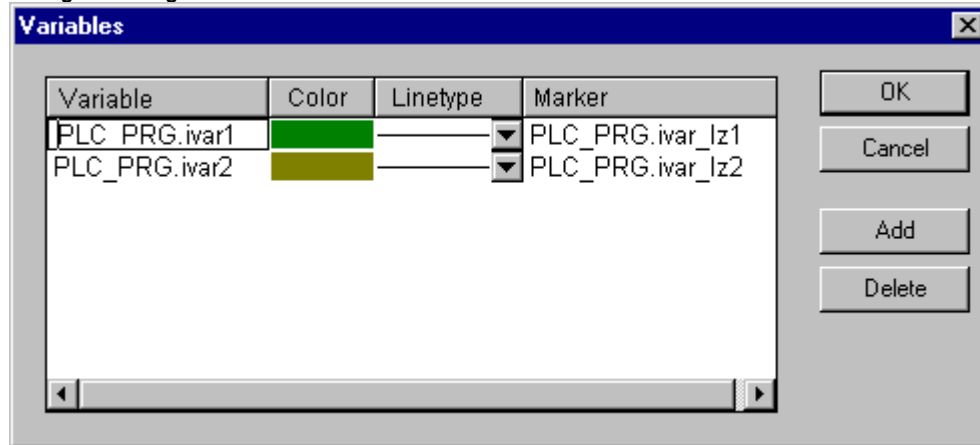 Variables
Variable Color Linetype Marker
PLC_PRG.ivar1 PLC_PRG.ivar_lz1
PLC_PRG.ivar2 PLC_PRG.ivar_lz2
OK
Cancel
Add
Delete